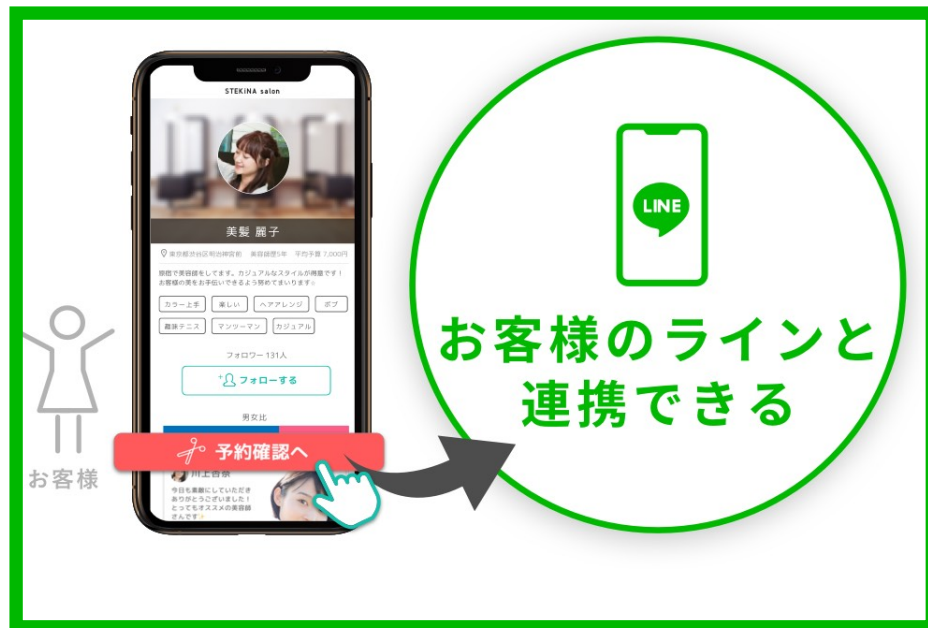 STEKiNA salon
美髪 麗子
東京都渋谷区明治神宮前 美容師歴5年 平均予算 7,000円
原宿で美容師をしてます。カジュアルなスタイルが得意です！
お客様の美をお手伝いできるよう努めてまいります。
カラー上手 楽しい ヘアアレンジ ボブ
趣味テニス マンツーマン カジュアル
フォロワー 131人
フォローする
男女比
予約確認へ
川上杏奈
今日も素敵にしていただき
ありがとうございました！
とってもオススメの美容師
さんです✨
お客様
LINE
お客様のラインと
連携できる